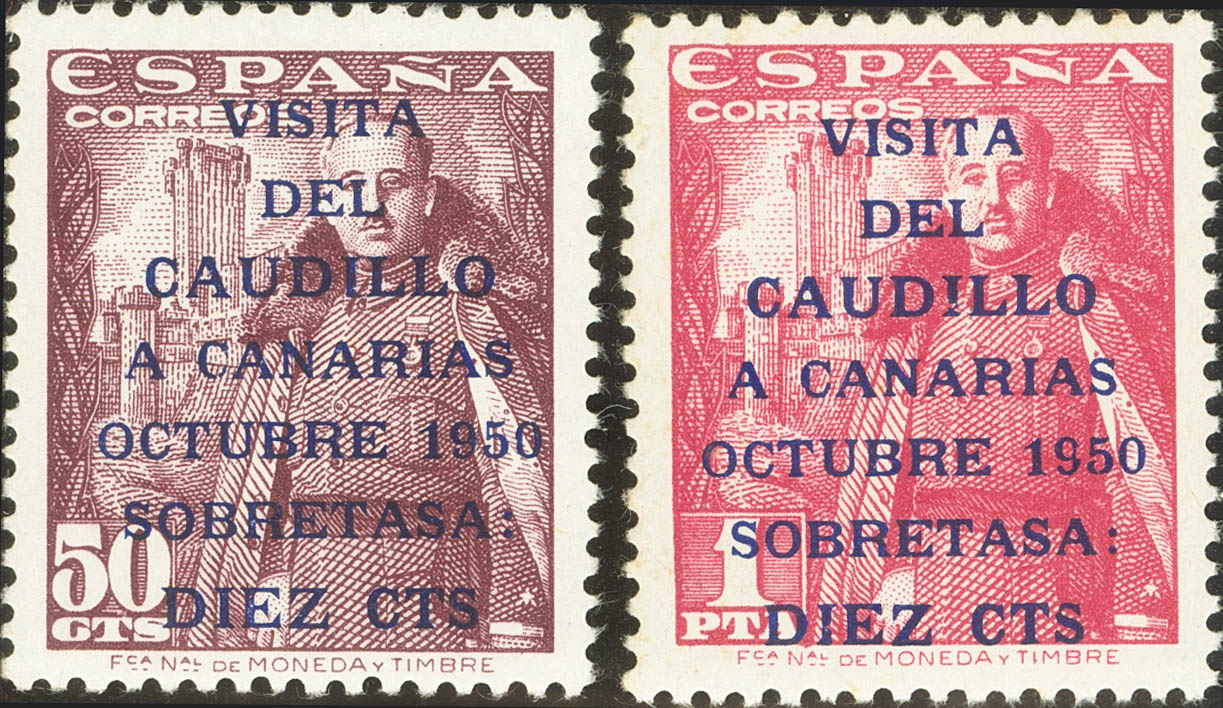 ESPAÑA
CORREOS
VISITA
DEL
CAUDILLO
A CANARIAS
OCTUBRE 1950
SOBRETASA:
DIEZ CTS
50
CTS
FCA NAL DE MONEDA Y TIMBRE
ESPAÑA
CORREOS
VISITA
DEL
CAUDILLO
A CANARIAS
OCTUBRE 1950
SOBRETASA:
DIEZ CTS
1
PTA
FCA NAL DE MONEDA Y TIMBRE